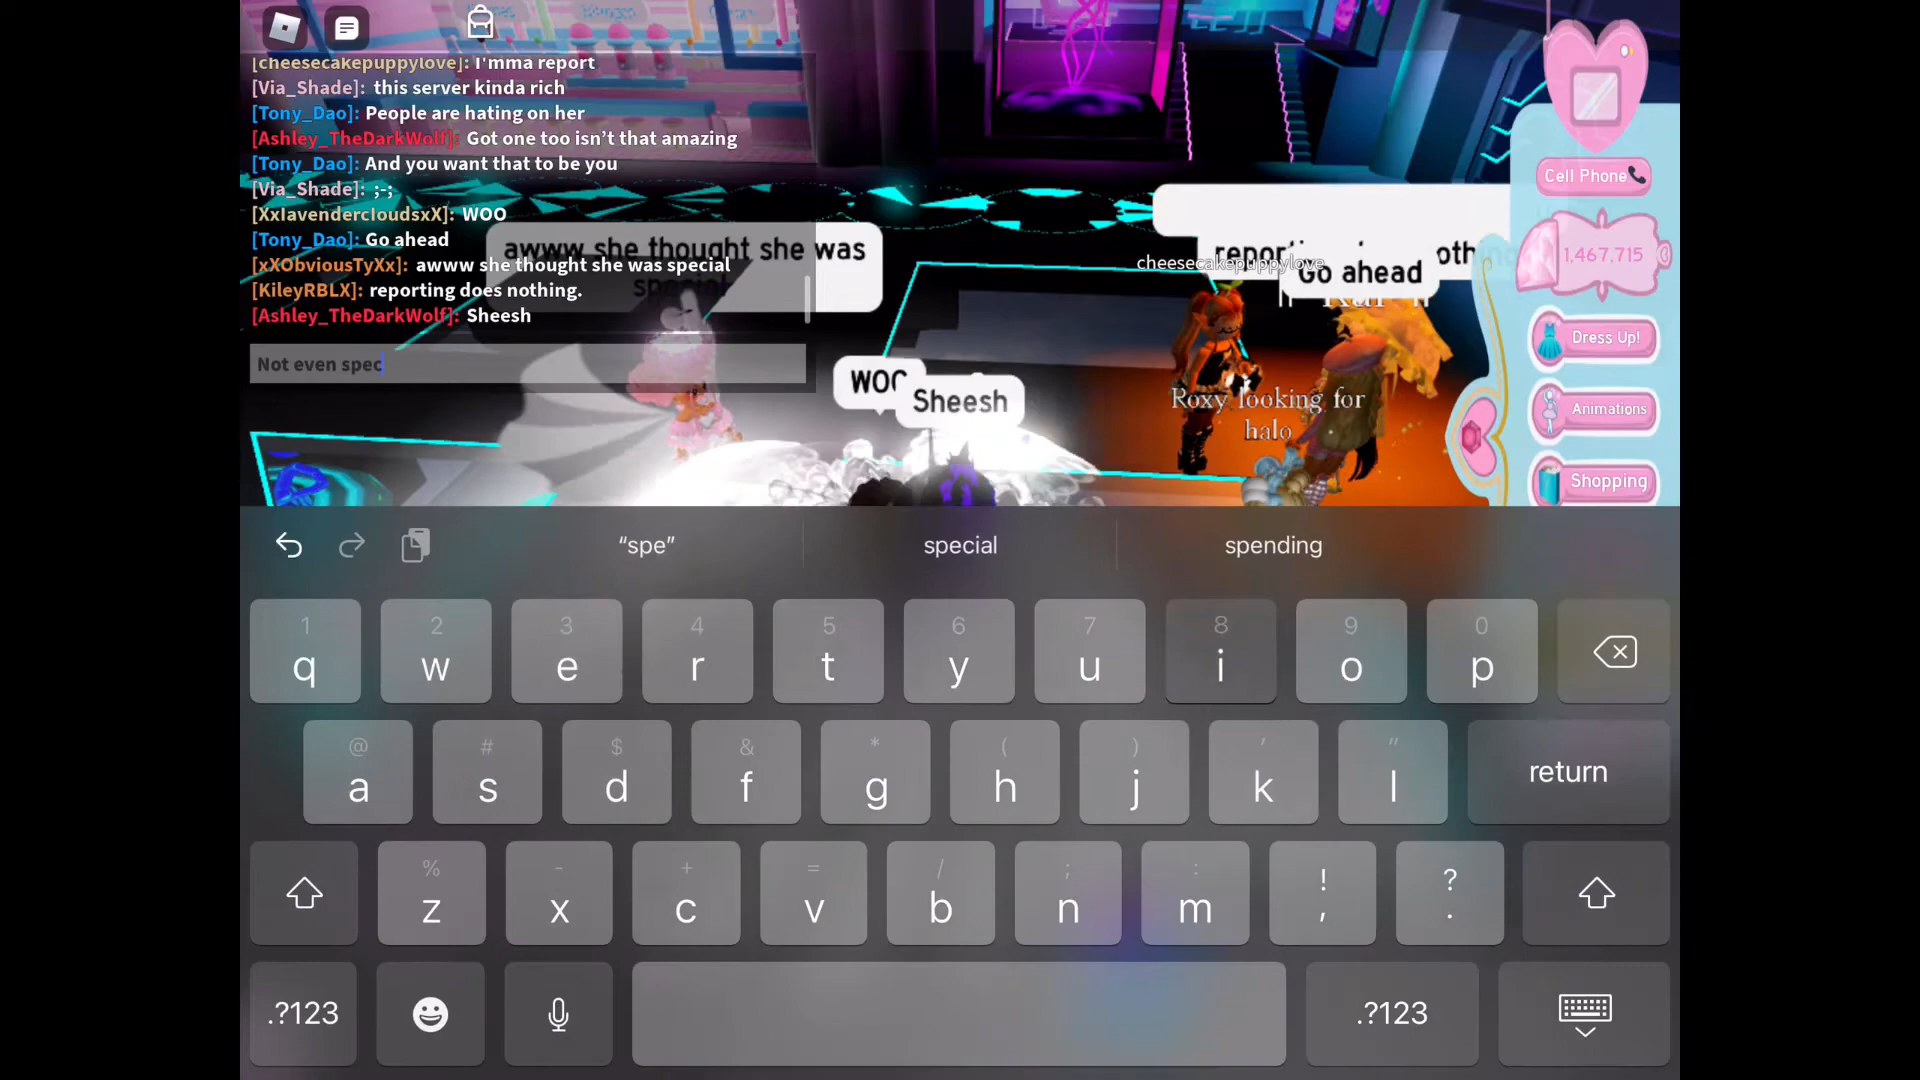 [cheesecakepuppylove]: I'mma report
[Via_Shade]: this server kinda rich
[Tony_Dao]: People are hating on her
[Ashley_TheDarkWolf]: Got one too isn't that amazing
[Tony_Dao]: And you want that to be you
[Via_Shade]: ;-;
[XxlavendercloudsxX]: WOO
[Tony_Dao]: Go ahead
[xXObviousTyXx]: awww she thought she was special
[KileyRBLX]: reporting does nothing.
[Ashley_TheDarkWolf]: Sheesh
Not even spec
awww she thought she was
special
cheesecakepuppylove
Go ahead
WOO
Sheesh
Roxy looking for
halo
Cell Phone
1,467,715
Dress Up!
Animations
Shopping
“spe” special spending
1 2 3 4 5 6 7 8 9 0
q w e r t y u i o p
@ # $ & * ( ) ' "
a s d f g h j k l return
% - + = / ; : ! ?
z x c v b n m , .
.?123 .?123